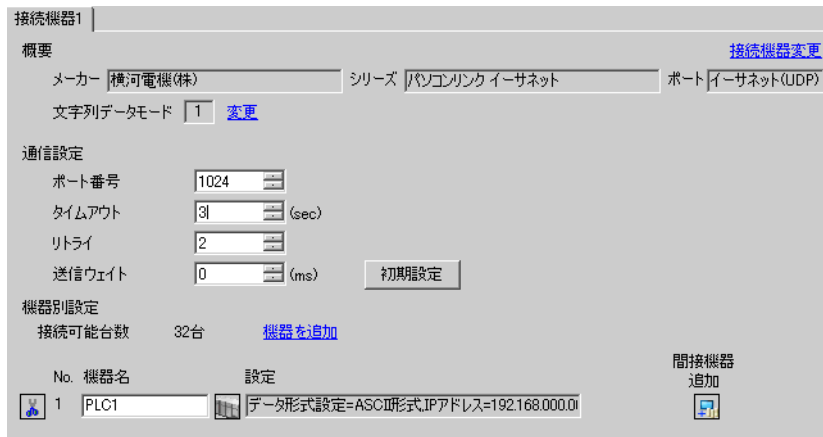 接続機器1
概要
接続機器変更
メーカー 横河電機(株) シリーズ パソコンリンク イーサネット ポート イーサネット(UDP)
文字列データモード 1 変更
通信設定
ポート番号 1024
タイムアウト 3 (sec)
リトライ 2
送信ウェイト 0 (ms) 初期設定
機器別設定
接続可能台数 32台 機器を追加
間接機器
No. 機器名 設定 追加
1 PLC1 データ形式設定=ASCII形式,IPアドレス=192.168.000.0